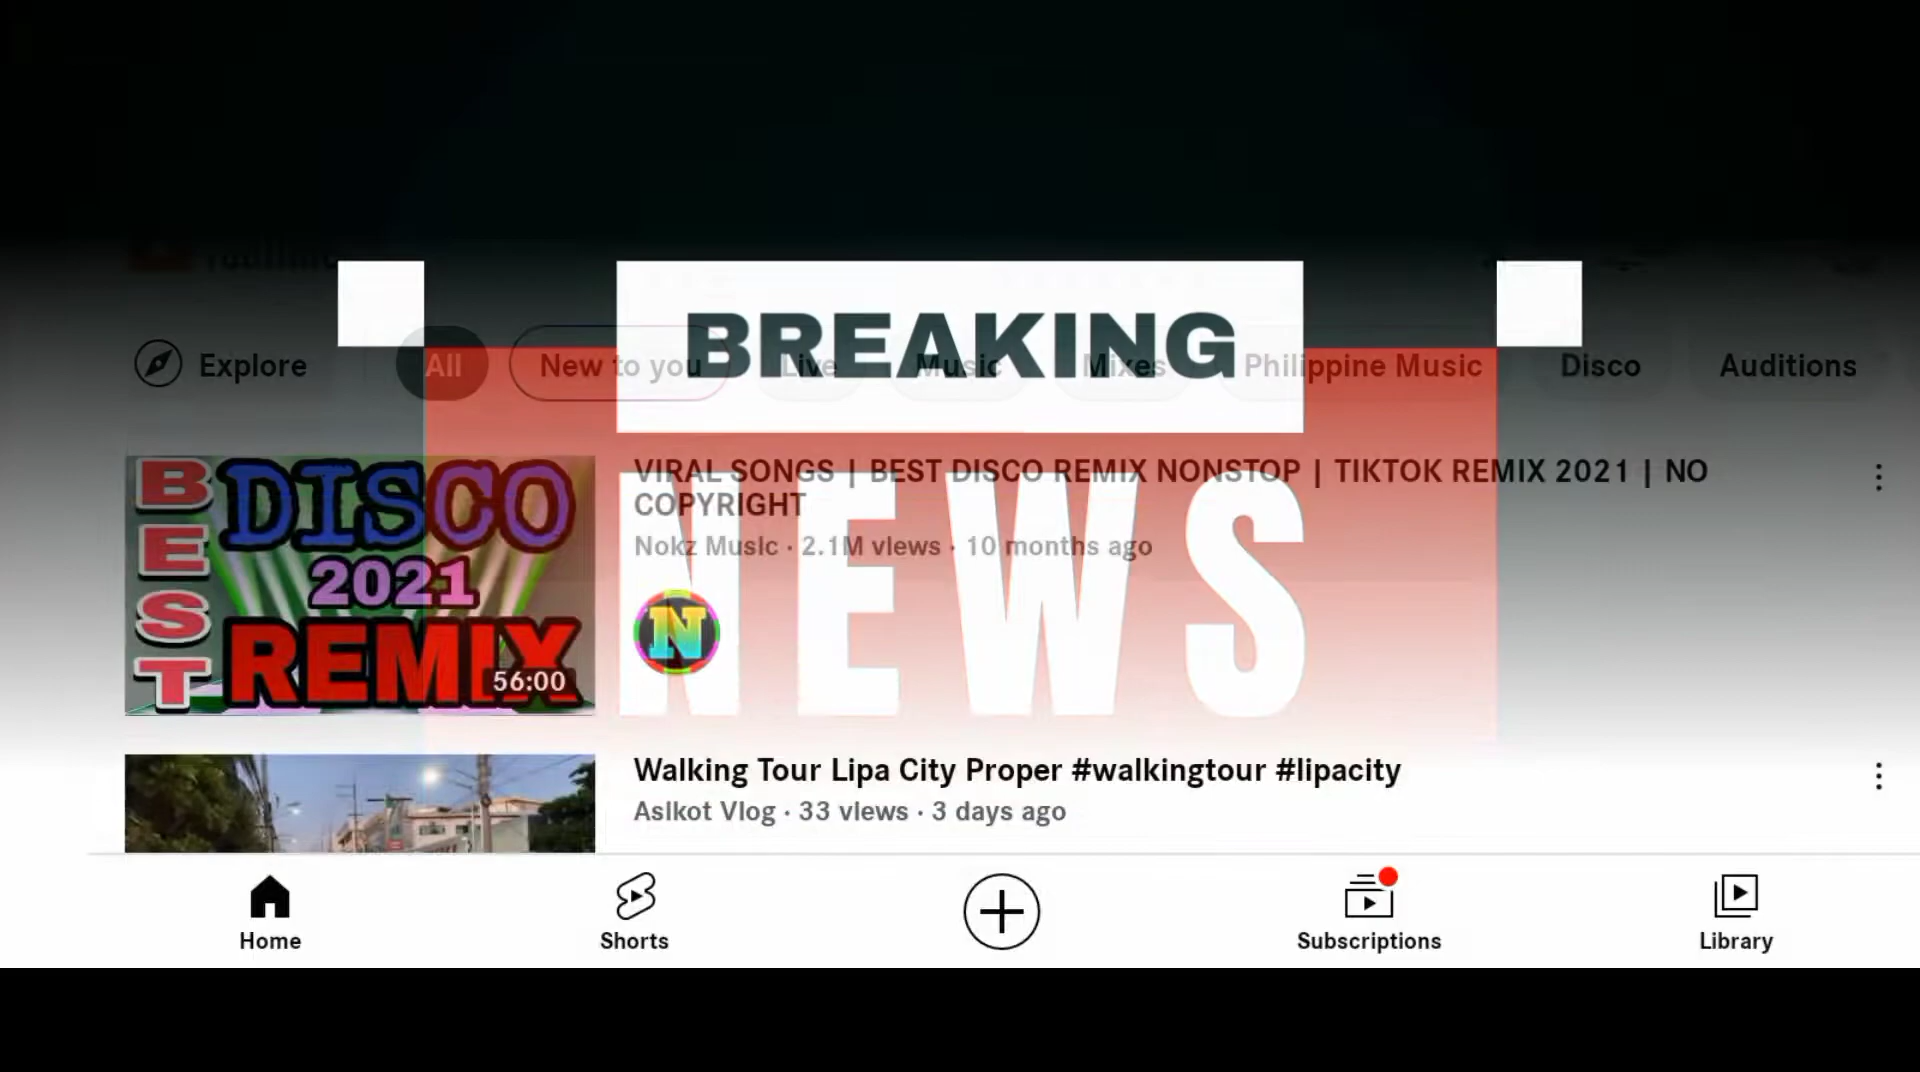 BREAKING
Explore All New to you Live Music Mixes Philippine Music Disco Auditions
NEWS
BEST
DISCO
2021
REMIX
56:00
VIRAL SONGS | BEST DISCO REMIX NONSTOP | TIKTOK REMIX 2021 | NO
COPYRIGHT
Nokz Music · 2.1M views · 10 months ago
N
Walking Tour Lipa City Proper #walkingtour #lipacity
Asikot Vlog · 33 views · 3 days ago
Home Shorts Subscriptions Library